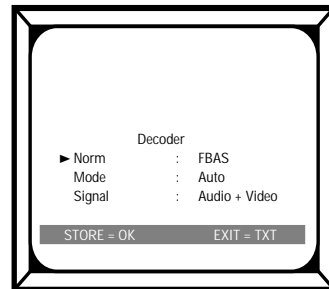 Decoder
► Norm : FBAS
Mode : Auto
Signal : Audio + Video
STORE = OK EXIT = TXT